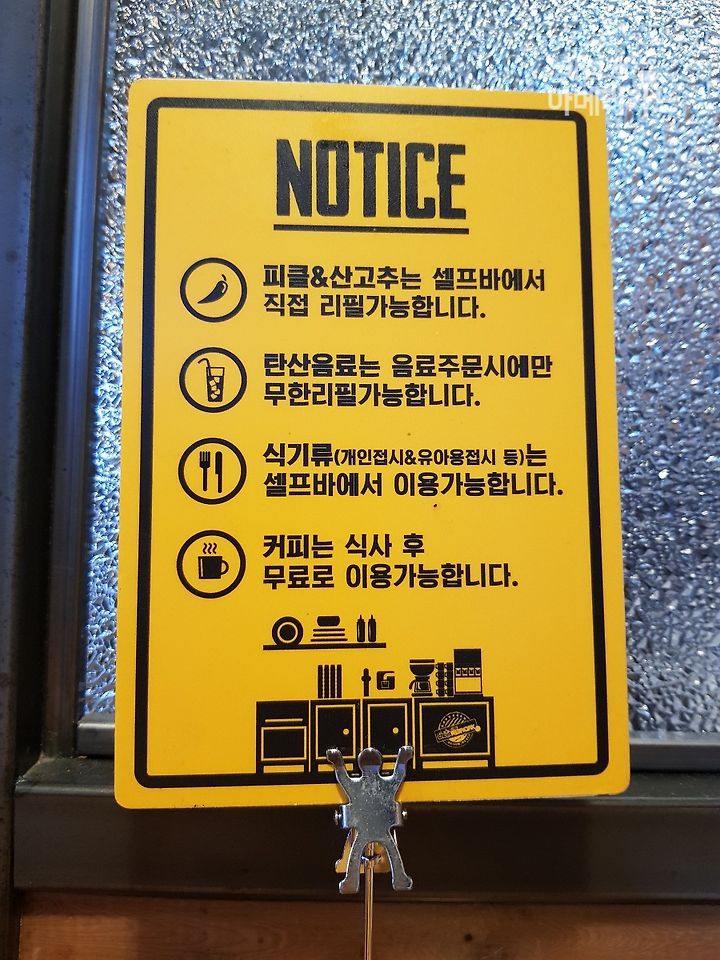 NOTICE
피클&산고추는 셀프바에서
직접 리필가능합니다.
탄산음료는 음료주문시에만
무한리필가능합니다.
식기류(개인접시&유아용접시 등)는
셀프바에서 이용가능합니다.
커피는 식사 후
무료로 이용가능합니다.